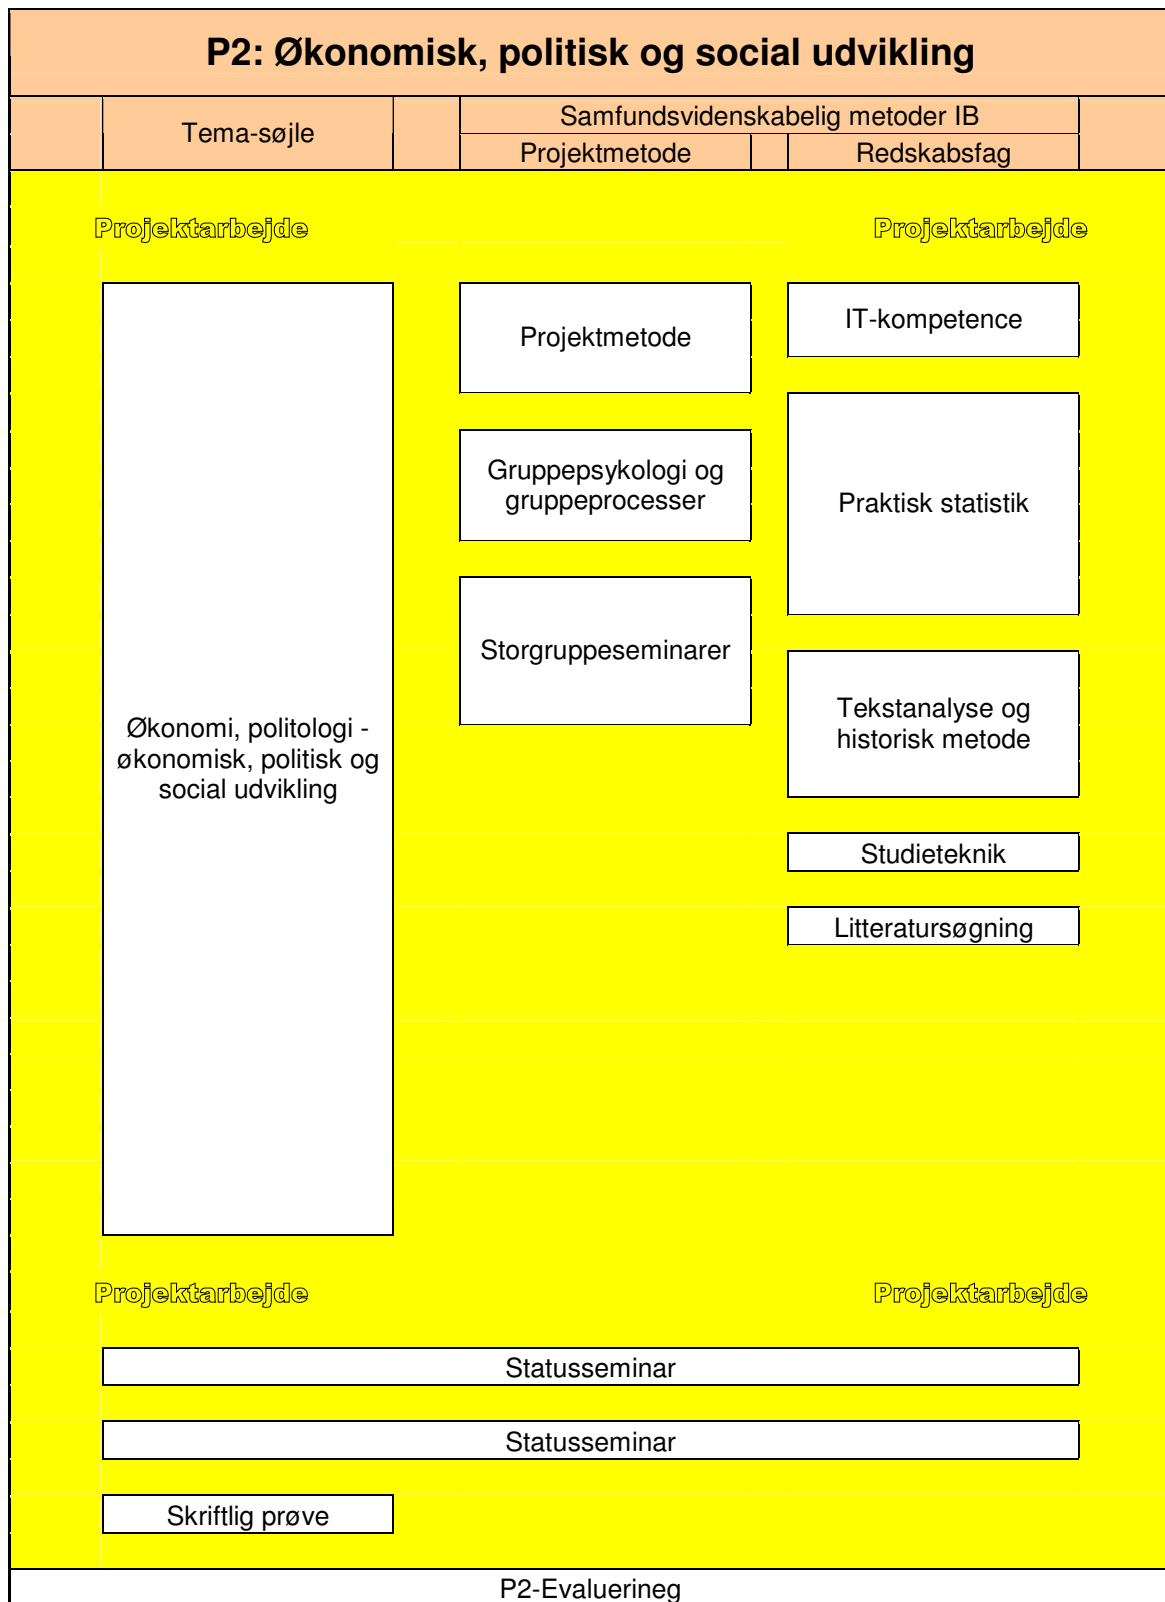 P2: Økonomisk, politisk og social udvikling
Tema-søjle
Samfundsvidenskabelig metoder IB
Projektmetode
Redskabsfag
Projektarbejde
Projektarbejde
Økonomi, politologi -
økonomisk, politisk og
social udvikling
Projektmetode
Gruppepsykologi og
gruppeprocesser
Storgruppeseminarer
IT-kompetence
Praktisk statistik
Tekstanalyse og
historisk metode
Studieteknik
Litteratursøgning
Projektarbejde
Projektarbejde
Statusseminar
Statusseminar
Skriftlig prøve
P2-Evaluerineg